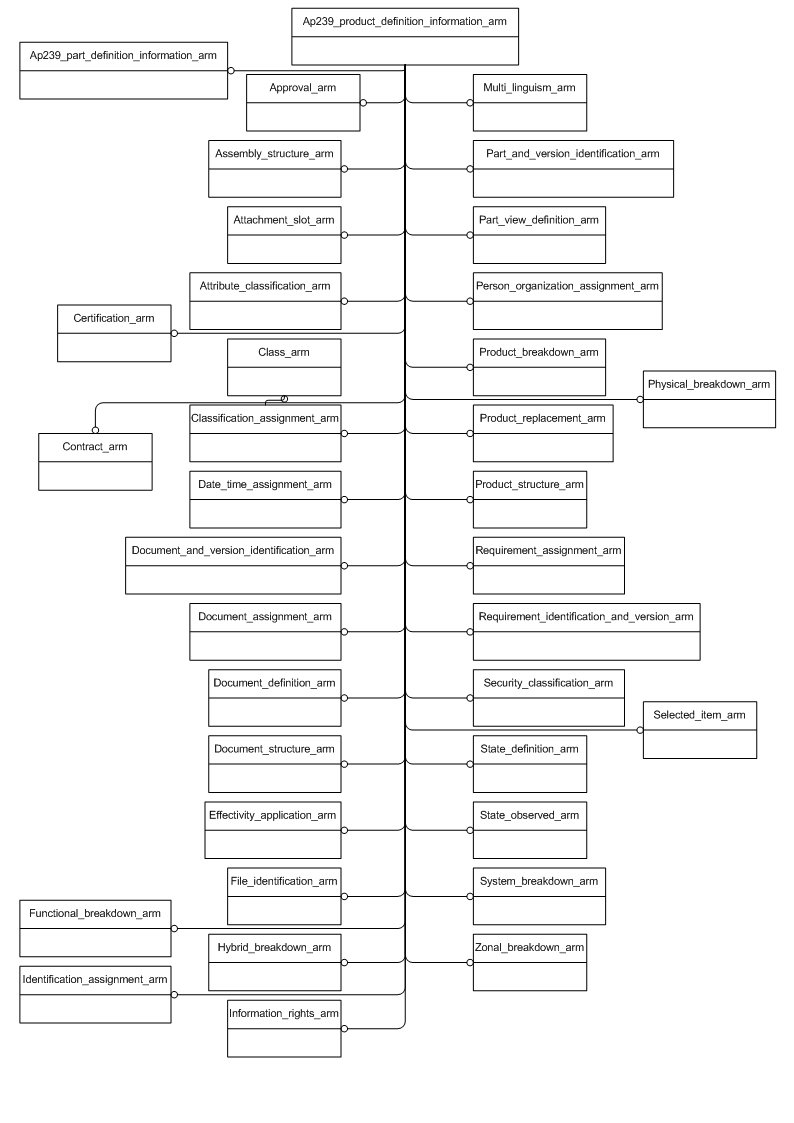 Ap239_product_definition_information_arm
Ap239_part_definition_information_arm
Approval_arm
Multi_linguism_arm
Assembly_structure_arm
Part_and_version_identification_arm
Attachment_slot_arm
Part_view_definition_arm
Attribute_classification_arm
Person_organization_assignment_arm
Certification_arm
Class_arm
Product_breakdown_arm
Physical_breakdown_arm
Classification_assignment_arm
Product_replacement_arm
Contract_arm
Date_time_assignment_arm
Product_structure_arm
Document_and_version_identification_arm
Requirement_assignment_arm
Document_assignment_arm
Requirement_identification_and_version_arm
Document_definition_arm
Security_classification_arm
Selected_item_arm
Document_structure_arm
State_definition_arm
Effectivity_application_arm
State_observed_arm
File_identification_arm
System_breakdown_arm
Functional_breakdown_arm
Hybrid_breakdown_arm
Zonal_breakdown_arm
Identification_assignment_arm
Information_rights_arm